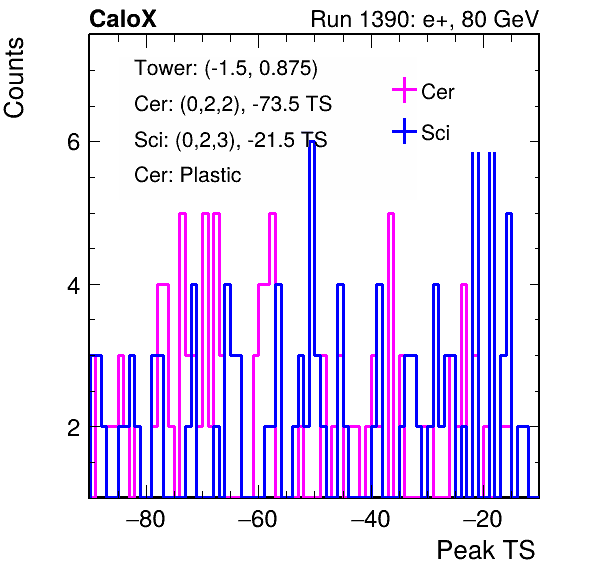 CaloX Run 1390: e+, 80 GeV
Counts
Tower: (-1.5, 0.875)
Cer: (0,2,2), -73.5 TS
Sci: (0,2,3), -21.5 TS
Cer: Plastic
Cer
Sci
6
4
2
−80 −60 −40 −20
Peak TS